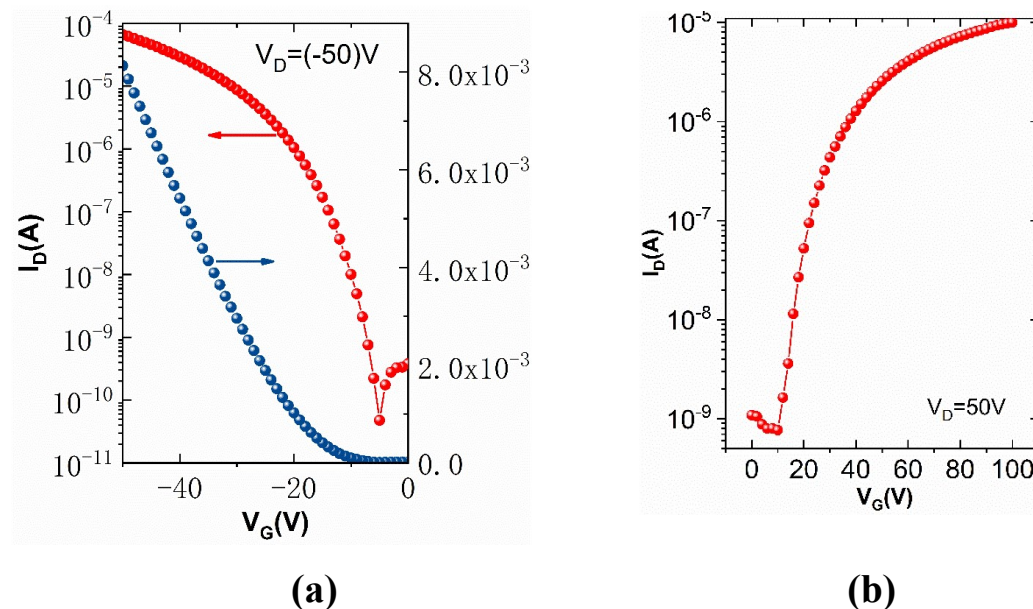 10⁻⁴
10⁻⁵
10⁻⁶
10⁻⁷
10⁻⁸
10⁻⁹
10⁻¹⁰
10⁻¹¹
I_D(A)
V_D=(-50)V
8.0x10⁻³
6.0x10⁻³
4.0x10⁻³
2.0x10⁻³
0.0
−40 −20 0
V_G(V)
(a)
10⁻⁵
10⁻⁶
10⁻⁷
10⁻⁸
10⁻⁹
I_D(A)
V_D=50V
0 20 40 60 80 100
V_G(V)
(b)